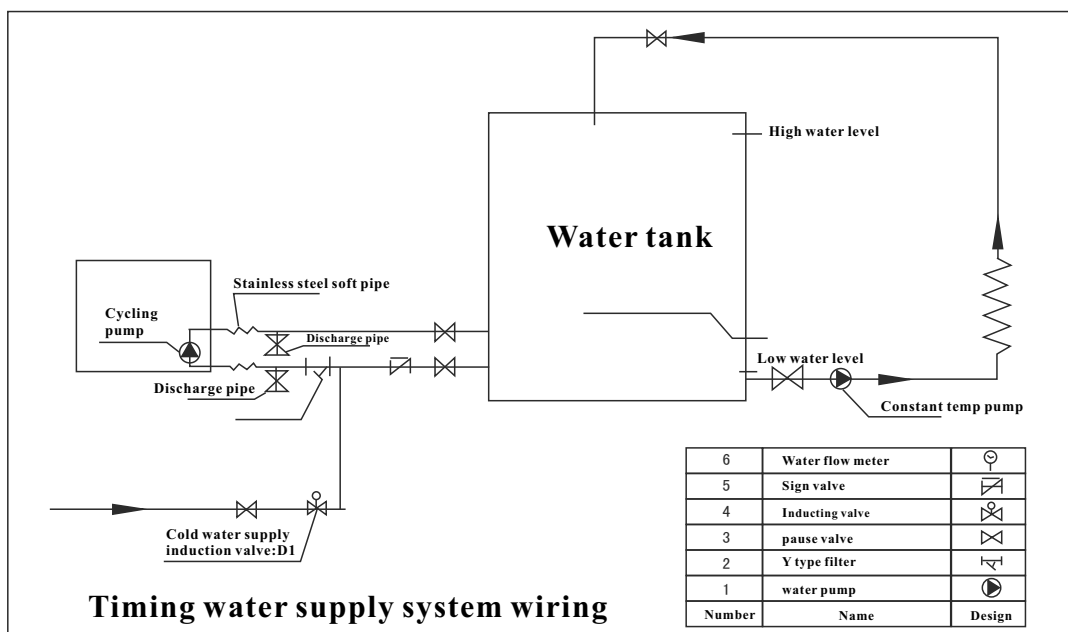 High water level
Water tank
Stainless steel soft pipe
Cycling
pump
Discharge pipe
Low water level
Discharge pipe
Constant temp pump
Cold water supply
induction valve:D1
6 Water flow meter
5 Sign valve
4 Inducting valve
3 pause valve
2 Y type filter
1 water pump
Number Name Design
Timing water supply system wiring